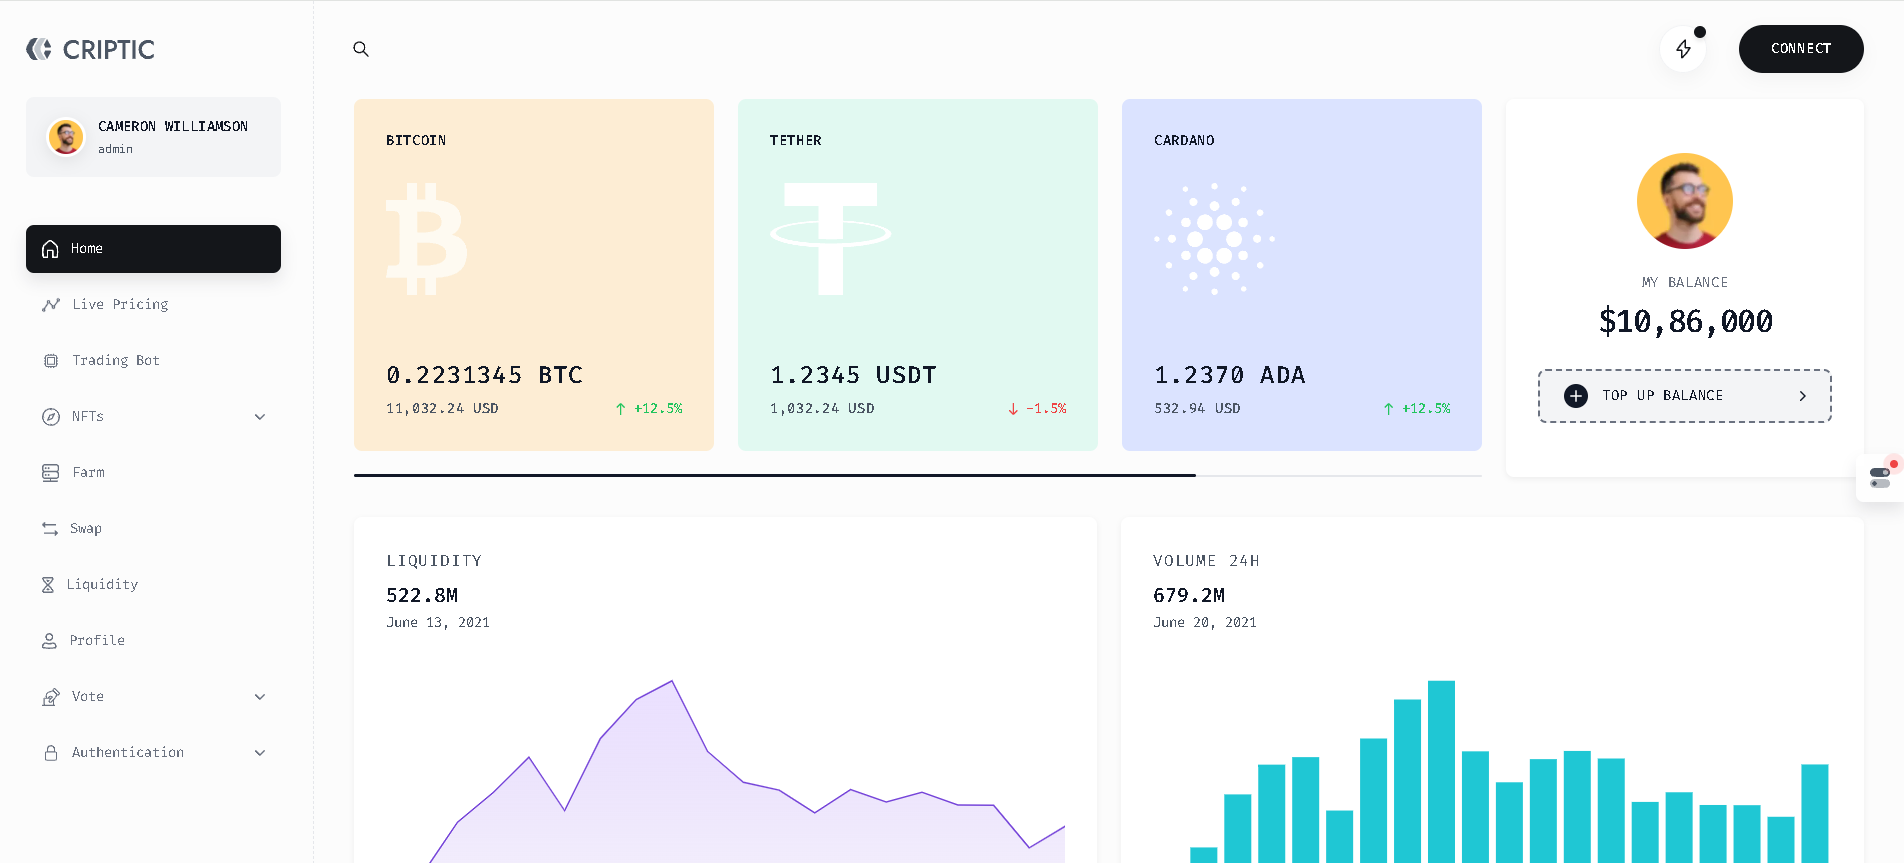 CRIPTIC
CAMERON WILLIAMSON
admin
Home
Live Pricing
Trading Bot
NFTs
Farm
Swap
Liquidity
Profile
Vote
Authentication
CONNECT
BITCOIN
0.2231345 BTC
11,032.24 USD +12.5%
TETHER
1.2345 USDT
1,032.24 USD -1.5%
CARDANO
1.2370 ADA
532.94 USD +12.5%
MY BALANCE
$10,86,000
TOP UP BALANCE
LIQUIDITY
522.8M
June 13, 2021
VOLUME 24H
679.2M
June 20, 2021